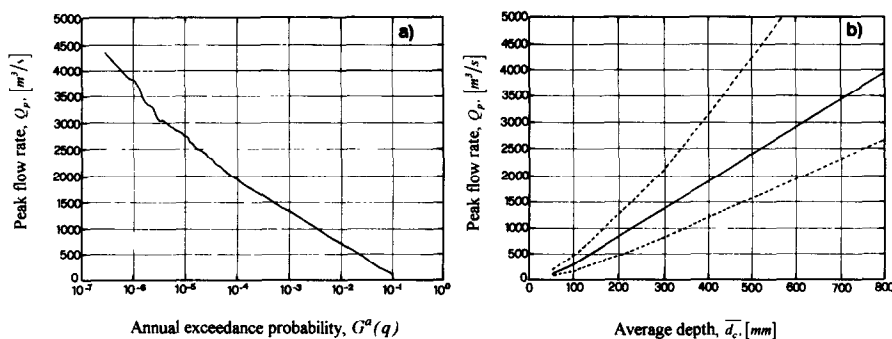 a)
Peak flow rate, Q_p, [m³/s]
5000
4500
4000
3500
3000
2500
2000
1500
1000
500
0
10⁻⁷ 10⁻⁶ 10⁻⁵ 10⁻⁴ 10⁻³ 10⁻² 10⁻¹ 10⁰
Annual exceedance probability, Gᵃ(q)
b)
Peak flow rate, Q_p, [m³/s]
5000
4500
4000
3500
3000
2500
2000
1500
1000
500
0
0 100 200 300 400 500 600 700 800
Average depth, d̅_c, [mm]